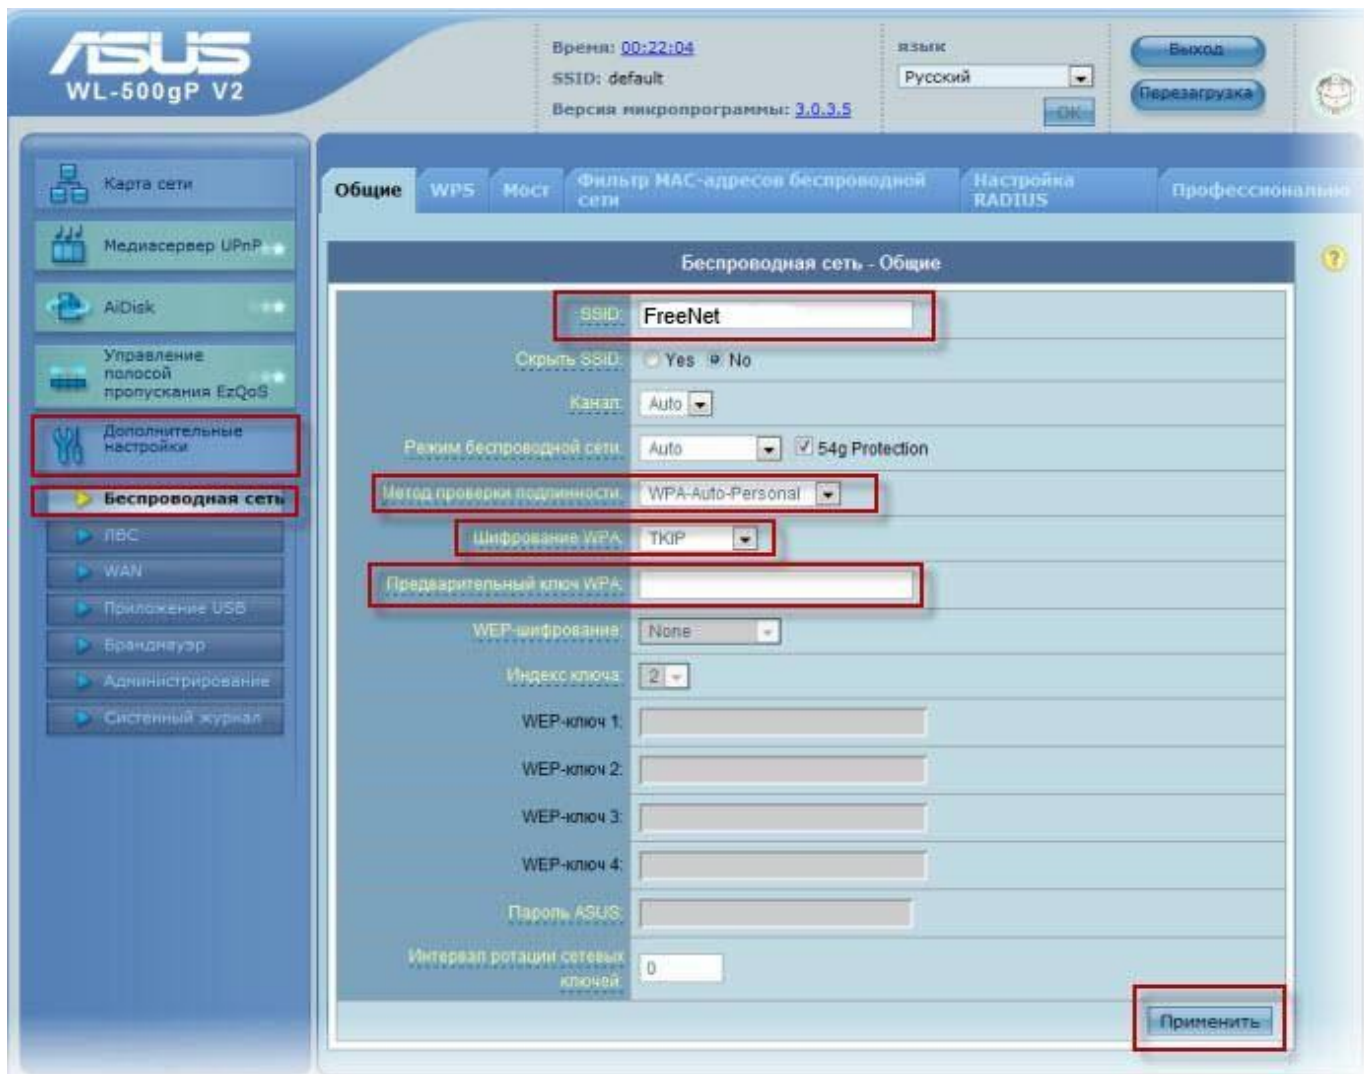 ASUS
WL-500gP V2
Время: 00:22:04
SSID: default
Версия микропрограммы: 3.0.3.5
язык
Русский
OK
Выход
Перезагрузка
Карта сети
Медиасервер UPnP
AiDisk
Управление
полосой
пропускания EzQoS
Дополнительные
настройки
Беспроводная сеть
ЛВС
WAN
Приложение USB
Брандмауэр
Администрирование
Системный журнал
Общие
WPS
Мост
Фильтр MAC-адресов беспроводной
сети
Настройка
RADIUS
Профессионально
Беспроводная сеть - Общие
?
SSID: FreeNet
Скрыть SSID: Yes No
Канал: Auto
Режим беспроводной сети: Auto 54g Protection
Метод проверки подлинности: WPA-Auto-Personal
Шифрование WPA: TKIP
Предварительный ключ WPA:
WEP-шифрование: None
Индекс ключа: 2
WEP-ключ 1:
WEP-ключ 2:
WEP-ключ 3:
WEP-ключ 4:
Пароль ASUS:
Интервал ротации сетевых
ключей: 0
Применить